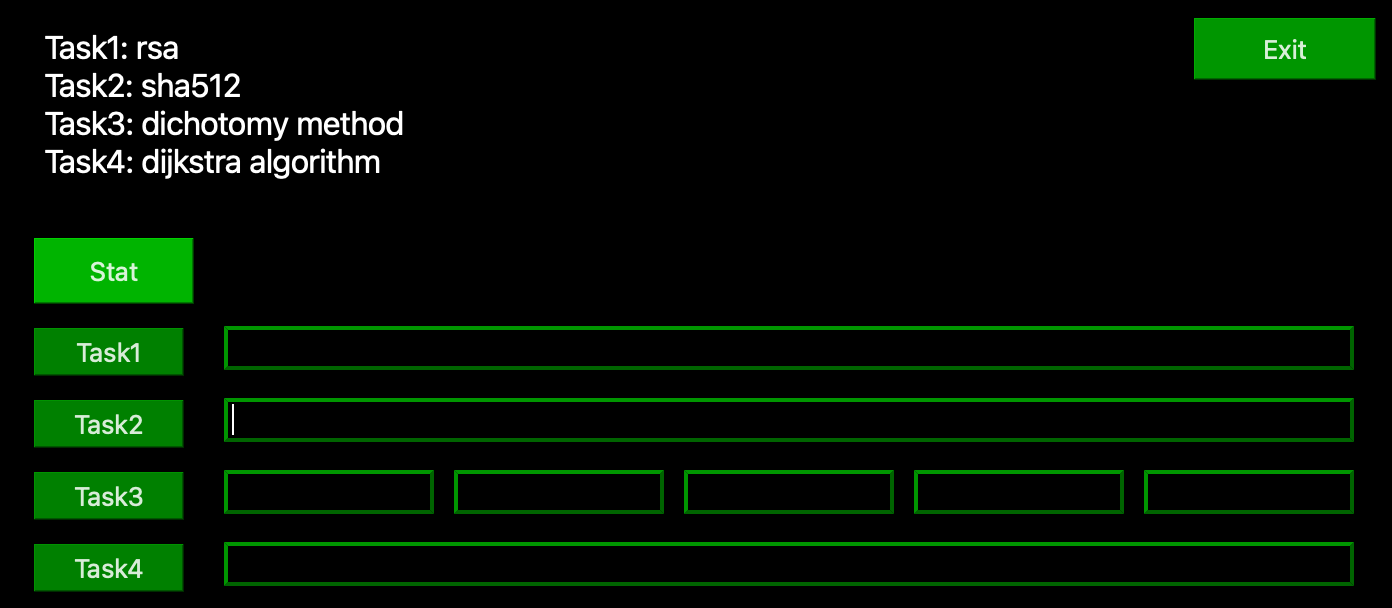 Task1: rsa
Task2: sha512
Task3: dichotomy method
Task4: dijkstra algorithm
Exit
Stat
Task1
Task2
Task3
Task4